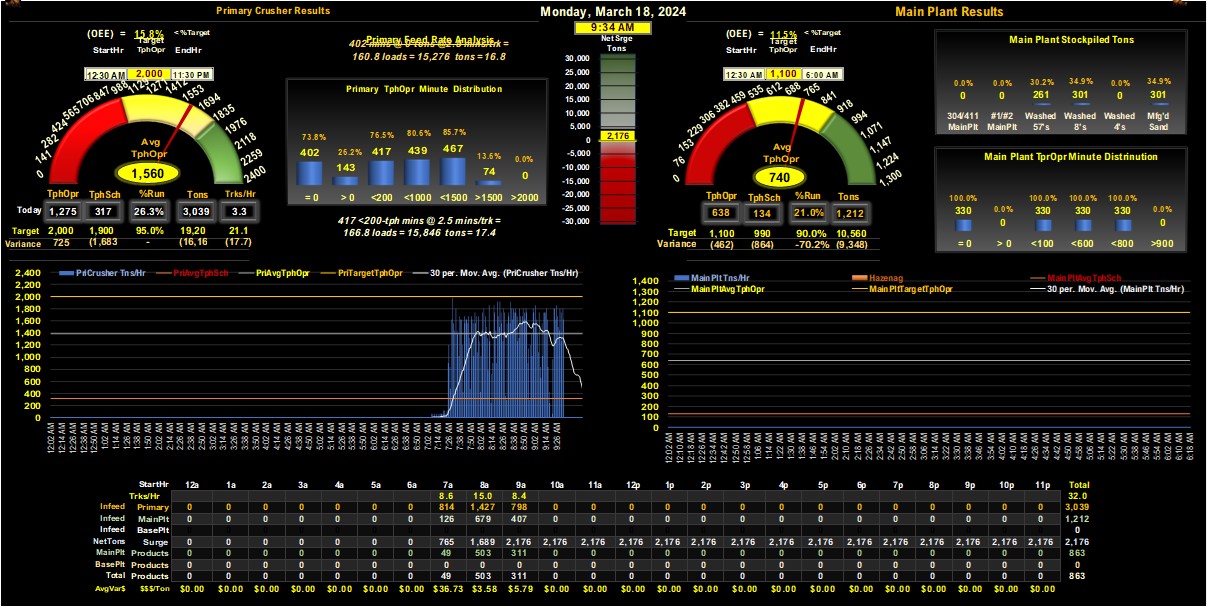 Primary Crusher Results
Monday, March 18, 2024
Main Plant Results
9:34 AM
(OEE) = 15.8% <%Target
Target
StartHr TphOpr EndHr
12:30 AM 2,000 11:30 PM
Primary Feed Rate Analysis
160.8 loads = 15,276 tons = 16.8
Primary TphOpr Minute Distribution
73.8% 26.2% 76.5% 80.6% 85.7% 13.6% 0.0%
402 143 417 439 467 74 0
= 0 > 0 <200 <1000 <1500 >1500 >2000
417 <200-tph mins @ 2.5 mins/trk =
166.8 loads = 15,846 tons = 17.4
0 141 282 424 565 706 847 988 1129 1271 1412 1553 1694 1835 1976 2118 2259 2400
Avg
TphOpr
1,560
TphOpr TphSch %Run Tons Trks/Hr
Today 1,275 317 26.3% 3,039 3.3
Target 2,000 1,900 95.0% 19,20 21.1
Variance 725 (1,683 - (16,16 (17.7)
Net Srge
Tons
30,000
25,000
20,000
15,000
10,000
5,000
2,176
0
-5,000
-10,000
-15,000
-20,000
-25,000
-30,000
(OEE) = 11.5% <%Target
Target
StartHr TphOpr EndHr
12:30 AM 1,100 6:00 AM
0 76 153 229 306 382 459 535 612 688 765 841 918 994 1,071 1,147 1,224 1,300
Avg
TphOpr
740
TphOpr TphSch %Run Tons
638 134 21.0% 1,212
1,100 990 90.0% 10,560
(462) (864) -70.2% (9,348)
Main Plant Stockpiled Tons
0.0% 0.0% 30.2% 34.9% 0.0% 34.9%
0 0 261 301 0 301
304/411 #1/#2 Washed Washed Washed Mfg'd
MainPlt MainPlt 57's 8's 4's Sand
Main Plant TprOpr Minute Distrinution
100.0% 0.0% 100.0% 100.0% 100.0% 0.0%
330 0 330 330 330 0
= 0 > 0 <100 <600 <800 >900
PriCrusher Tns/Hr PriAvgTphSch PriAvgTphOpr PriTargetTphOpr 30 per. Mov. Avg. (PriCrusher Tns/Hr)
2,400
2,200
2,000
1,800
1,600
1,400
1,200
1,000
800
600
400
200
0
12:02 AM 12:14 AM 12:26 AM 12:38 AM 12:50 AM 1:02 AM 1:14 AM 1:26 AM 1:38 AM 1:50 AM 2:02 AM 2:14 AM 2:26 AM 2:38 AM 2:50 AM 3:02 AM 3:14 AM 3:26 AM 3:38 AM 3:50 AM 4:02 AM 4:14 AM 4:26 AM 4:38 AM 4:50 AM 5:02 AM 5:14 AM 5:26 AM 5:38 AM 5:50 AM 6:02 AM 6:14 AM 6:26 AM 6:38 AM 6:50 AM 7:02 AM 7:14 AM 7:26 AM 7:38 AM 7:50 AM 8:02 AM 8:14 AM 8:26 AM 8:38 AM 8:50 AM 9:02 AM 9:14 AM 9:26 AM
MainPlt Tns/Hr Hazenag MainPltAvgTphSch
MainPltAvgTphOpr MainPltTargetTphOpr 30 per. Mov. Avg. (MainPlt Tns/Hr)
1,400
1,300
1,200
1,100
1,000
900
800
700
600
500
400
300
200
100
0
12:02 AM 12:10 AM 12:18 AM 12:26 AM 12:34 AM 12:42 AM 12:50 AM 12:58 AM 1:06 AM 1:14 AM 1:22 AM 1:30 AM 1:38 AM 1:46 AM 1:54 AM 2:02 AM 2:10 AM 2:18 AM 2:26 AM 2:34 AM 2:42 AM 2:50 AM 2:58 AM 3:06 AM 3:14 AM 3:22 AM 3:30 AM 3:38 AM 3:46 AM 3:54 AM 4:02 AM 4:10 AM 4:18 AM 4:26 AM 4:34 AM 4:42 AM 4:50 AM 4:58 AM 5:06 AM 5:14 AM 5:22 AM 5:30 AM 5:38 AM 5:46 AM 5:54 AM 6:02 AM 6:10 AM 6:18 AM
StartHr 12a 1a 2a 3a 4a 5a 6a 7a 8a 9a 10a 11a 12p 1p 2p 3p 4p 5p 6p 7p 8p 9p 10p 11p Total
Trks/Hr 8.6 15.0 8.4 32.0
Infeed Primary 0 0 0 0 0 0 0 814 1,427 798 0 0 0 0 0 0 0 0 0 0 0 0 0 0 3,039
Infeed MainPlt 0 0 0 0 0 0 0 126 679 407 0 0 0 0 0 0 0 0 0 0 0 0 0 0 1,212
Infeed BasePlt 0
NetTons Surge 0 0 0 0 0 0 0 765 1,689 2,176 2,176 2,176 2,176 2,176 2,176 2,176 2,176 2,176 2,176 2,176 2,176 2,176 2,176 2,176 2,176
MainPlt Products 0 0 0 0 0 0 0 49 503 311 0 0 0 0 0 0 0 0 0 0 0 0 0 0 863
BasePlt Products 0 0 0 0 0 0 0 0 0 0 0 0 0 0 0 0 0 0 0 0 0 0 0 0 0
Total Products 0 0 0 0 0 0 0 49 503 311 0 0 0 0 0 0 0 0 0 0 0 0 0 0 863
AvgVar$ $$$/Ton $0.00 $0.00 $0.00 $0.00 $0.00 $0.00 $0.00 $36.73 $3.58 $5.79 $0.00 $0.00 $0.00 $0.00 $0.00 $0.00 $0.00 $0.00 $0.00 $0.00 $0.00 $0.00 $0.00 $0.00 $0.00